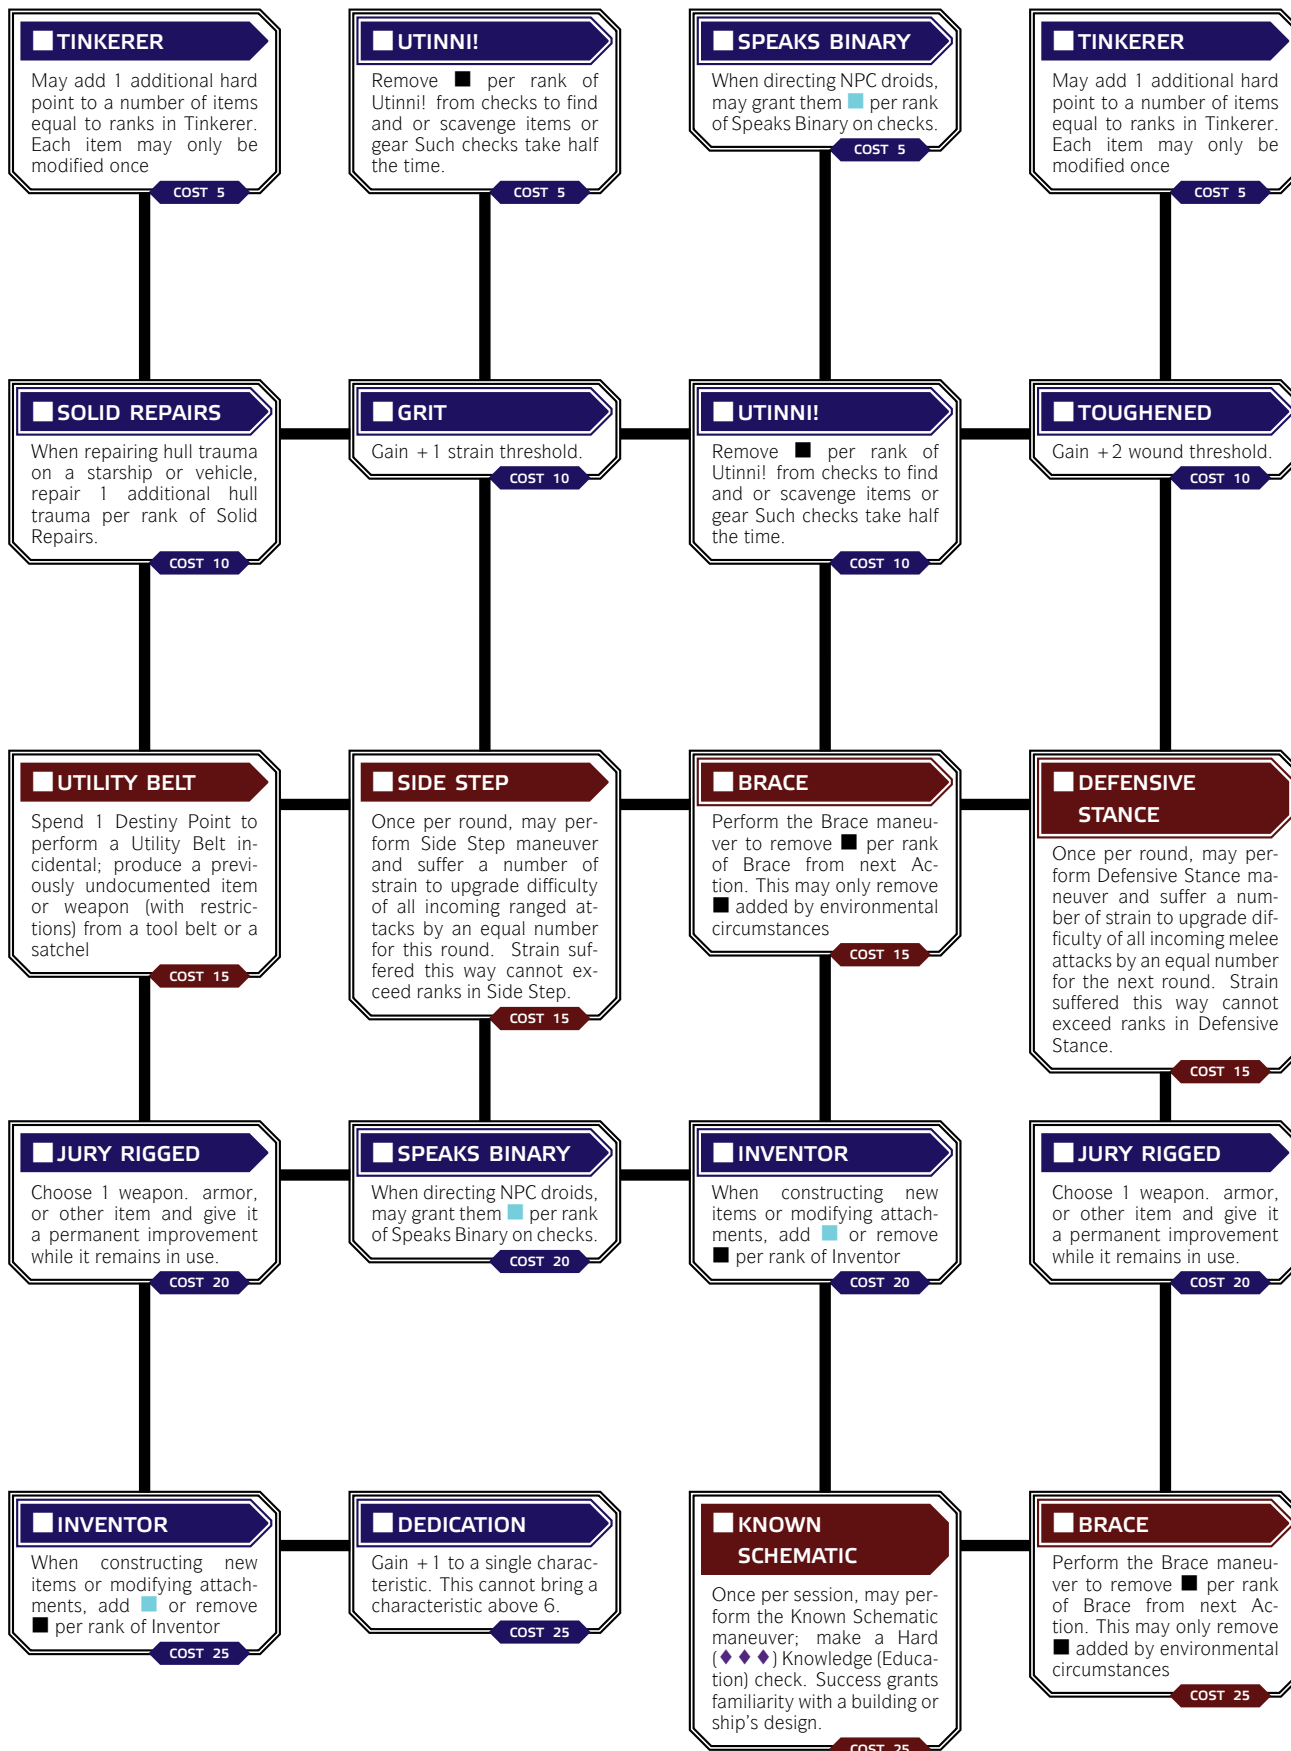 TINKERER
May add 1 additional hard
point to a number of items
equal to ranks in Tinkerer.
Each item may only be
modified once
COST 5
UTINNI!
Remove ■ per rank of
Utinni! from checks to find
and or scavenge items or
gear Such checks take half
the time.
COST 5
SPEAKS BINARY
When directing NPC droids,
may grant them ■ per rank
of Speaks Binary on checks.
COST 5
TINKERER
May add 1 additional hard
point to a number of items
equal to ranks in Tinkerer.
Each item may only be
modified once
COST 5
SOLID REPAIRS
When repairing hull trauma
on a starship or vehicle,
repair 1 additional hull
trauma per rank of Solid
Repairs.
COST 10
GRIT
Gain +1 strain threshold.
COST 10
UTINNI!
Remove ■ per rank of
Utinni! from checks to find
and or scavenge items or
gear Such checks take half
the time.
COST 10
TOUGHENED
Gain +2 wound threshold.
COST 10
UTILITY BELT
Spend 1 Destiny Point to
perform a Utility Belt in-
cidental; produce a previ-
ously undocumented item
or weapon (with restric-
tions) from a tool belt or a
satchel
COST 15
SIDE STEP
Once per round, may per-
form Side Step maneuver
and suffer a number of
strain to upgrade difficulty
of all incoming ranged at-
tacks by an equal number
for this round. Strain suf-
fered this way cannot ex-
ceed ranks in Side Step.
COST 15
BRACE
Perform the Brace maneu-
ver to remove ■ per rank
of Brace from next Ac-
tion. This may only remove
■ added by environmental
circumstances
COST 15
DEFENSIVE
STANCE
Once per round, may per-
form Defensive Stance ma-
neuver and suffer a num-
ber of strain to upgrade dif-
ficulty of all incoming melee
attacks by an equal number
for the next round. Strain
suffered this way cannot
exceed ranks in Defensive
Stance.
COST 15
JURY RIGGED
Choose 1 weapon. armor,
or other item and give it
a permanent improvement
while it remains in use.
COST 20
SPEAKS BINARY
When directing NPC droids,
may grant them ■ per rank
of Speaks Binary on checks.
COST 20
INVENTOR
When constructing new
items or modifying attach-
ments, add ■ or remove
■ per rank of Inventor
COST 20
JURY RIGGED
Choose 1 weapon. armor,
or other item and give it
a permanent improvement
while it remains in use.
COST 20
INVENTOR
When constructing new
items or modifying attach-
ments, add ■ or remove
■ per rank of Inventor
COST 25
DEDICATION
Gain +1 to a single charac-
teristic. This cannot bring a
characteristic above 6.
COST 25
KNOWN
SCHEMATIC
Once per session, may per-
form the Known Schematic
maneuver; make a Hard
(♦ ♦ ♦) Knowledge (Educa-
tion) check. Success grants
familiarity with a building or
ship's design.
COST 25
BRACE
Perform the Brace maneu-
ver to remove ■ per rank
of Brace from next Ac-
tion. This may only remove
■ added by environmental
circumstances
COST 25